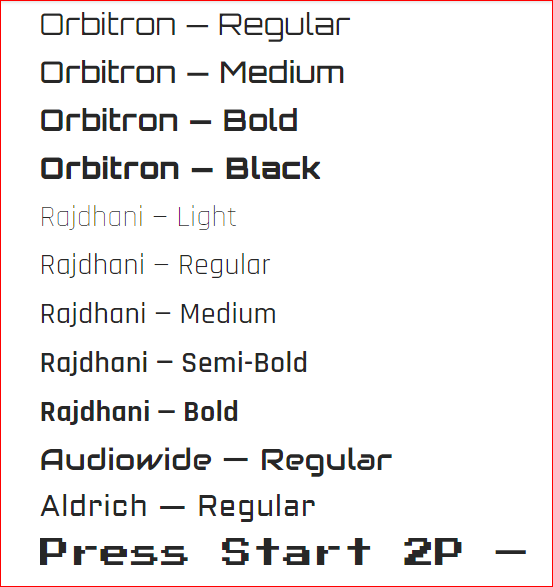 Orbitron — Regular
Orbitron — Medium
Orbitron — Bold
Orbitron — Black
Rajdhani — Light
Rajdhani — Regular
Rajdhani — Medium
Rajdhani — Semi-Bold
Rajdhani — Bold
Audiowide — Regular
Aldrich — Regular
Press Start 2P —